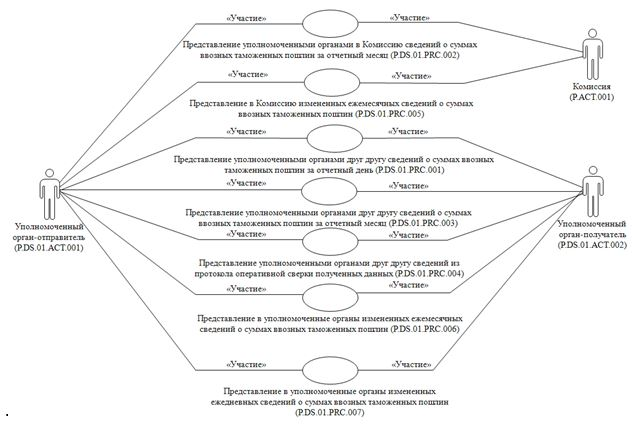 «Участие» «Участие»
Представление уполномоченными органами в Комиссию сведений о суммах
ввозных таможенных пошлин за отчетный месяц (P.DS.01.PRC.002)
«Участие» «Участие»
Комиссия
(P.ACT.001)
Представление в Комиссию измененных ежемесячных сведений о суммах
ввозных таможенных пошлин (P.DS.01.PRC.005)
«Участие» «Участие»
Представление уполномоченными органами друг другу сведений о суммах ввозных
таможенных пошлин за отчетный день (P.DS.01.PRC.001)
«Участие» «Участие»
Уполномоченный
орган-отправитель
(P.DS.01.ACT.001)
Представление уполномоченными органами друг другу сведений о суммах
ввозных таможенных пошлин за отчетный месяц (P.DS.01.PRC.003)
Уполномоченный
орган-получатель
(P.DS.01.ACT.002)
«Участие» «Участие»
Представление уполномоченными органами друг другу сведений из
протокола оперативной сверки полученных данных (P.DS.01.PRC.004)
«Участие» «Участие»
Представление в уполномоченные органы измененных ежемесячных
сведений о суммах ввозных таможенных пошлин (P.DS.01.PRC.006)
«Участие» «Участие»
Представление в уполномоченные органы измененных
ежедневных сведений о суммах ввозных таможенных пошлин
(P.DS.01.PRC.007)
.